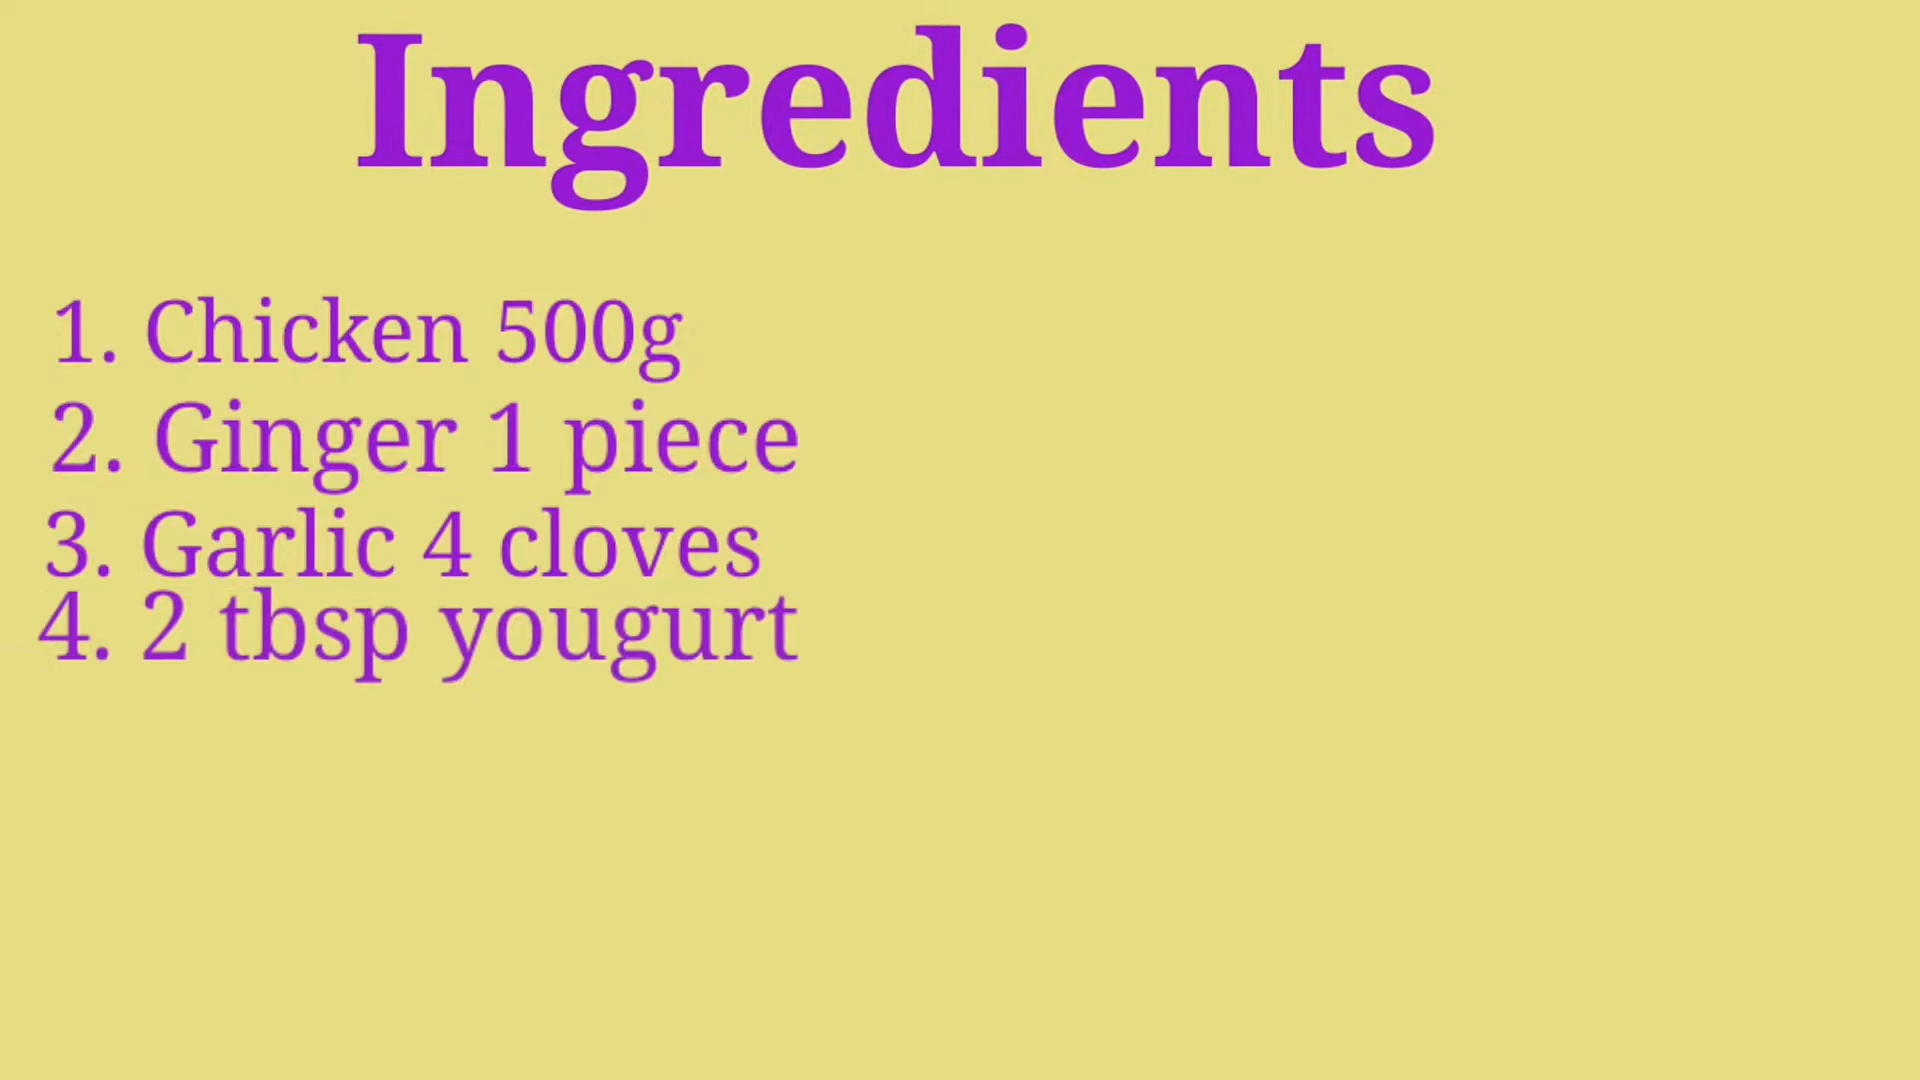 Ingredients
1. Chicken 500g
2. Ginger 1 piece
3. Garlic 4 cloves
4. 2 tbsp yougurt